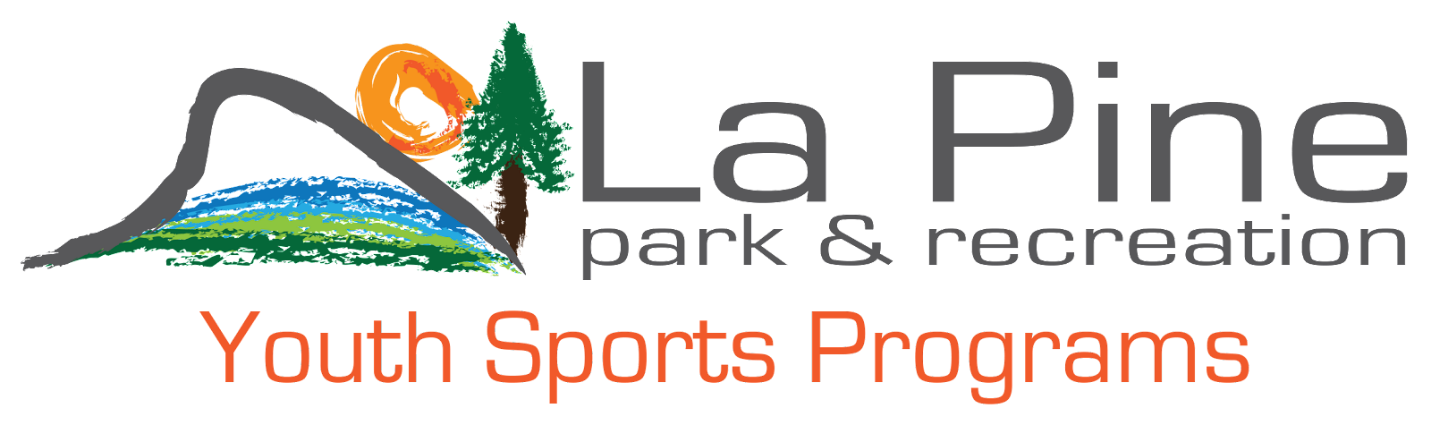 La Pine
park & recreation
Youth Sports Programs